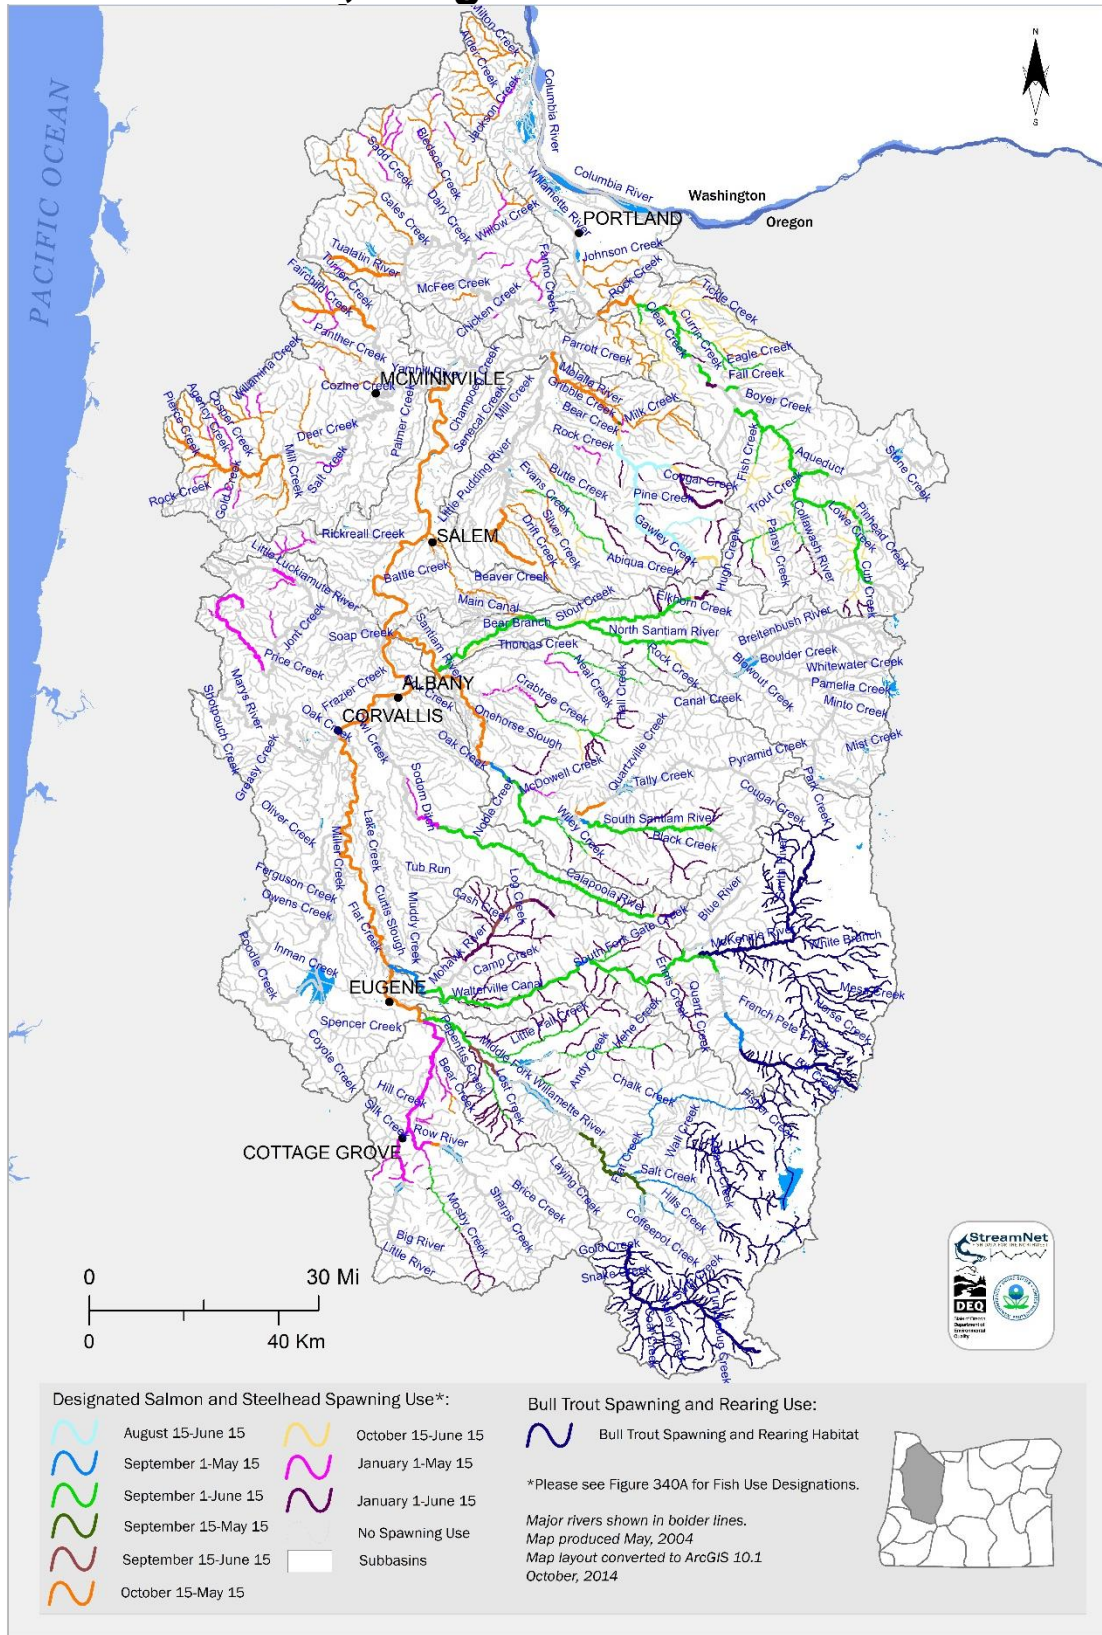 Milton Creek
Alder Creek
Jackson Creek
Columbia River
N
S
PACIFIC OCEAN
Sadd Creek
Bledsoe Creek
Columbia River
Washington
Oregon
Willamette River
PORTLAND
Gales Creek
Dairy Creek
Willow Creek
Johnson Creek
Tualatin River
Turner Creek
Fairchild Creek
McFee Creek
Fanno Creek
Rock Creek
Tickle Creek
Chicken Creek
Clear Creek
Currin Creek
Panther Creek
Parrott Creek
Eagle Creek
Fall Creek
Willamina Creek
Yamhill River
MCMINNVILLE
Cozine Creek
Champoeg Creek
Molalla River
Gribble Creek
Milk Creek
Boyer Creek
Agency Creek
Cosper Creek
Pierce Creek
Palmer Creek
Senecal Creek
Mill Creek
Bear Creek
Deer Creek
Rock Creek
Fish Creek
Stone Creek
Aqueduct
Mill Creek
Salt Creek
Little Pudding River
Butte Creek
Evans Creek
Cougar Creek
Pine Creek
Trout Creek
Rock Creek
Gold Creek
Silver Creek
Drift Creek
Gawley Creek
Collawash River
Lowe Creek
Pinhead Creek
Pansy Creek
Rickreall Creek
SALEM
Abiqua Creek
Hugh Creek
Cub Creek
Little Luckiamute River
Battle Creek
Beaver Creek
Main Canal
Stout Creek
Elkhorn Creek
Jont Creek
Soap Creek
Santiam River
Bear Branch
North Santiam River
Breitenbush River
Thomas Creek
Boulder Creek
Price Creek
Neal Creek
Rock Creek
Blowout Creek
Whitewater Creek
Marys River
Frazier Creek
ALBANY
Crabtree Creek
Hall Creek
Pamelia Creek
Shotpouch Creek
Canal Creek
Minto Creek
Oak Creek
CORVALLIS
Onehorse Slough
Quartzville Creek
Greasy Creek
Oak Creek
Mist Creek
Pyramid Creek
Sodom Ditch
McDowell Creek
Tally Creek
Park Creek
Noble Creek
Cougar Creek
Oliver Creek
Lake Creek
Miller Creek
Wiley Creek
South Santiam River
Black Creek
Tub Run
Calapooia River
Smith River
Ferguson Creek
Owens Creek
Flat Creek
Curtis Slough
Muddy Creek
Cash Creek
Log Creek
Blue River
Poodle Creek
Inman Creek
Mohawk River
Camp Creek
South Fork Gate Creek
McKenzie River
White Branch
EUGENE
Walterville Canal
Ennis Creek
Quartz Creek
Spencer Creek
Little Fall Creek
Hehe Creek
French Pete Creek
Coyote Creek
Papenfus Creek
Bear Creek
Lost Creek
Middle Fork Willamette River
Andy Creek
Chalk Creek
Hill Creek
Silk Creek
Row River
COTTAGE GROVE
Wall Creek
Salt Creek
Laying Creek
Hills Creek
Mosby Creek
Sharps Creek
Brice Creek
Coffeepot Creek
Big River
Little River
Gold Creek
Snake Creek
0 30 Mi
0 40 Km
StreamNet
DEQ
State of Oregon
Department of
Environmental
Quality
Designated Salmon and Steelhead Spawning Use*:
August 15-June 15
September 1-May 15
September 1-June 15
September 15-May 15
September 15-June 15
October 15-May 15
October 15-June 15
January 1-May 15
January 1-June 15
No Spawning Use
Subbasins
Bull Trout Spawning and Rearing Use:
Bull Trout Spawning and Rearing Habitat
*Please see Figure 340A for Fish Use Designations.
Major rivers shown in bolder lines.
Map produced May, 2004
Map layout converted to ArcGIS 10.1
October, 2014